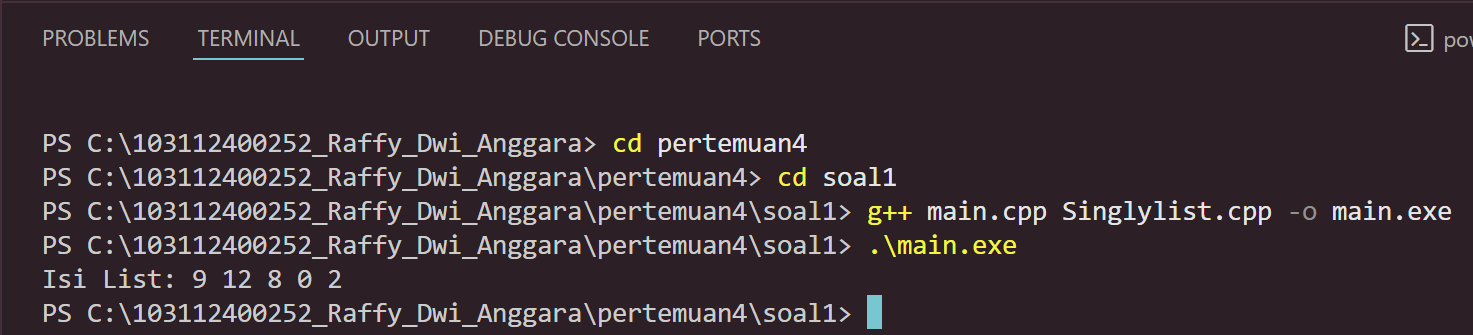 PROBLEMS TERMINAL OUTPUT DEBUG CONSOLE PORTS
PS C:\103112400252_Raffy_Dwi_Anggara> cd pertemuan4
PS C:\103112400252_Raffy_Dwi_Anggara\pertemuan4> cd soal1
PS C:\103112400252_Raffy_Dwi_Anggara\pertemuan4\soal1> g++ main.cpp Singlylist.cpp -o main.exe
PS C:\103112400252_Raffy_Dwi_Anggara\pertemuan4\soal1> .\main.exe
Isi List: 9 12 8 0 2
PS C:\103112400252_Raffy_Dwi_Anggara\pertemuan4\soal1>